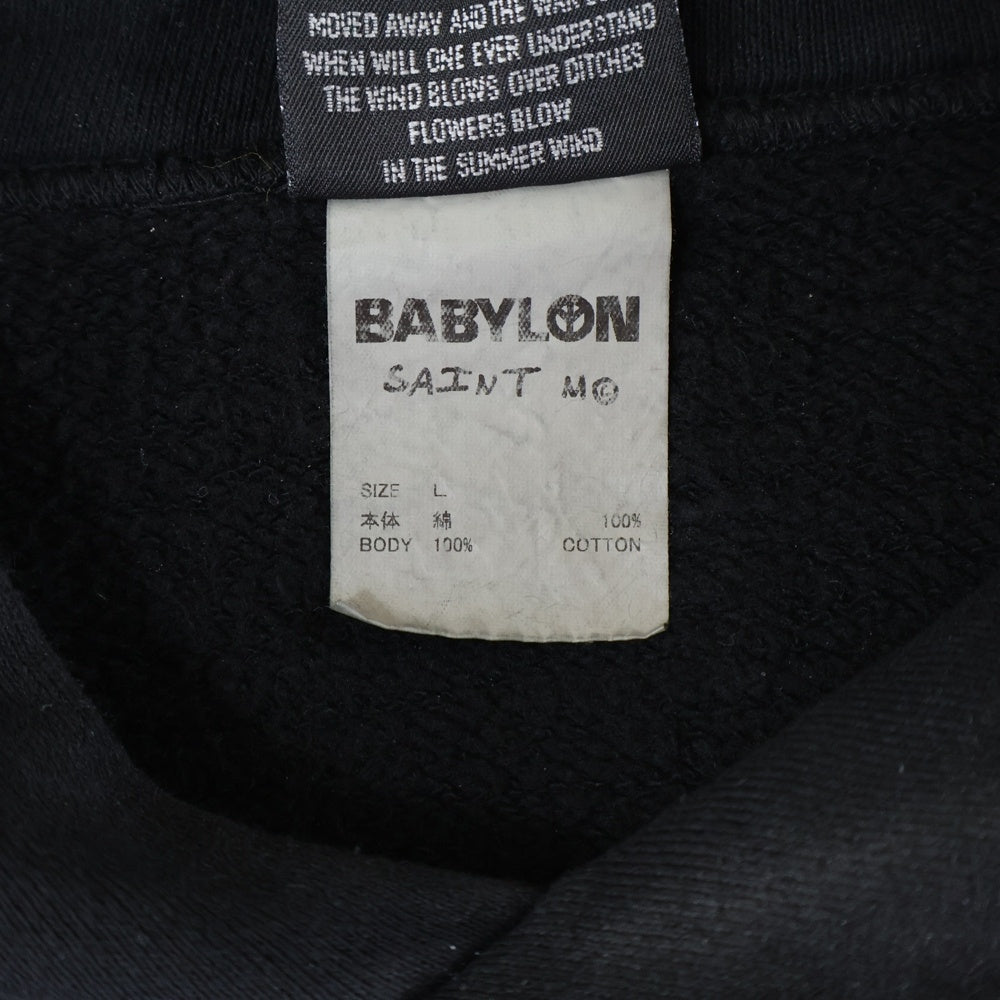 MOVED AWAY AND THE WAR
WHEN WILL ONE EVER UNDERSTAND
THE WIND BLOWS OVER DITCHES
FLOWERS BLOW
IN THE SUMMER WIND
BABYLON
SAINT M©
SIZE L
本体 綿 100%
BODY 100% COTTON